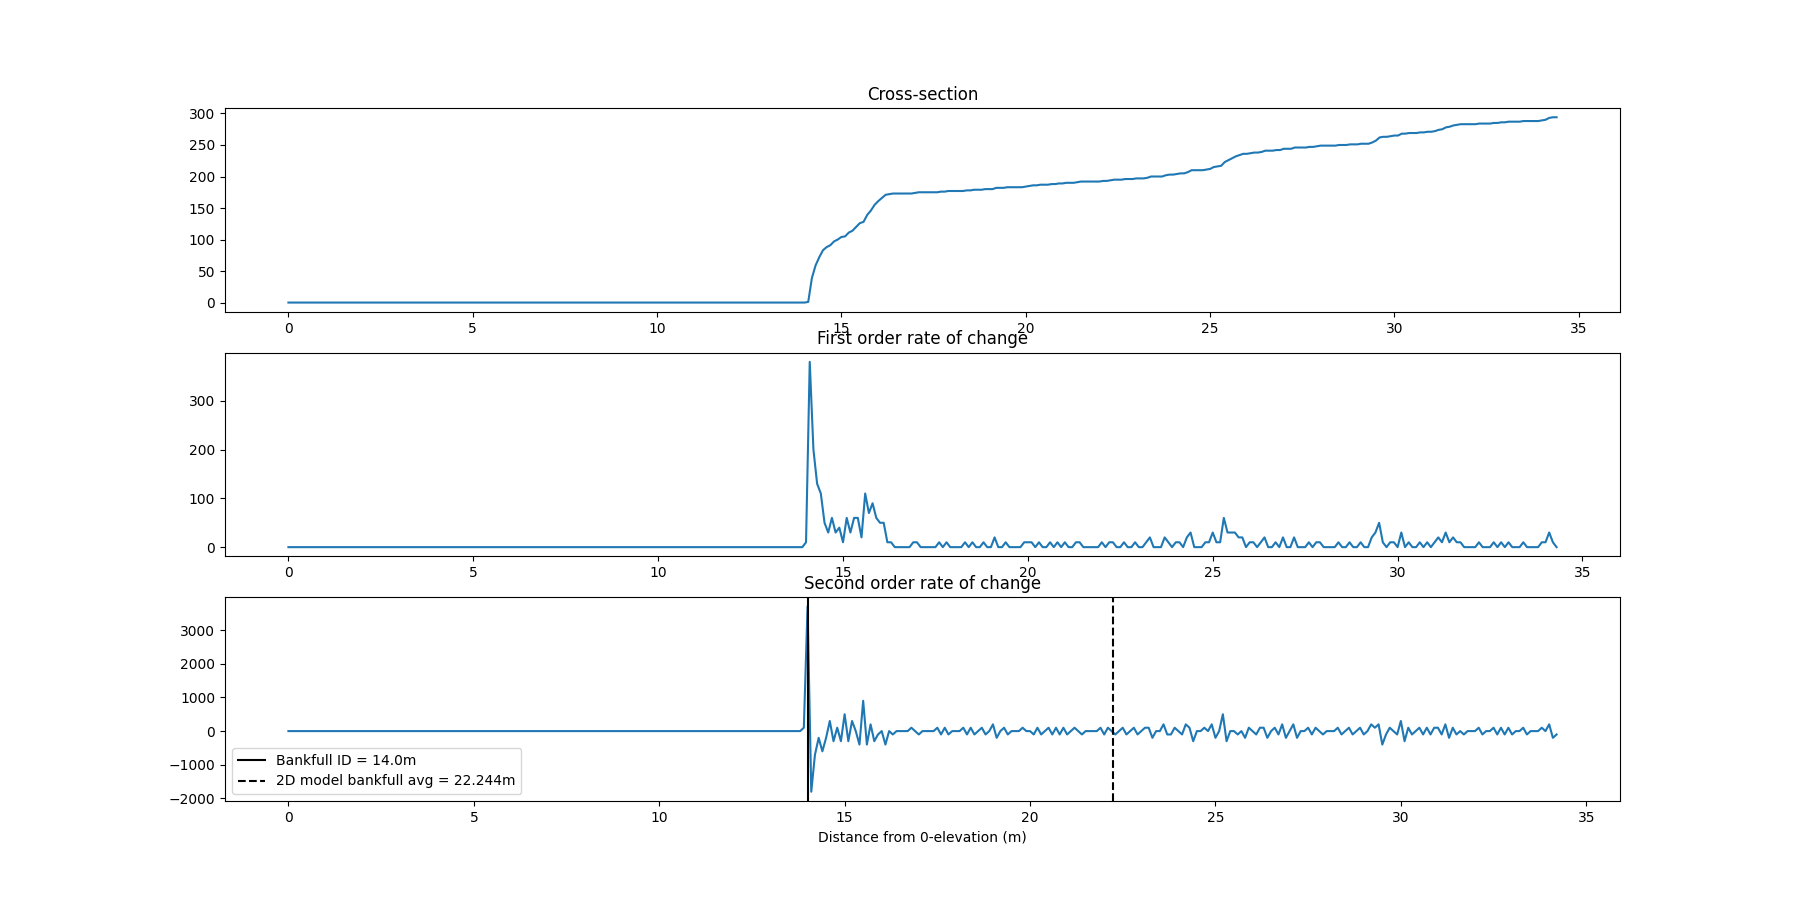 Cross-section
300
250
200
150
100
50
0
0 5 10 15 20 25 30 35
First order rate of change
300
200
100
0
0 5 10 15 20 25 30 35
Second order rate of change
3000
2000
1000
0
−1000
−2000
Bankfull ID = 14.0m
2D model bankfull avg = 22.244m
0 5 10 15 20 25 30 35
Distance from 0-elevation (m)